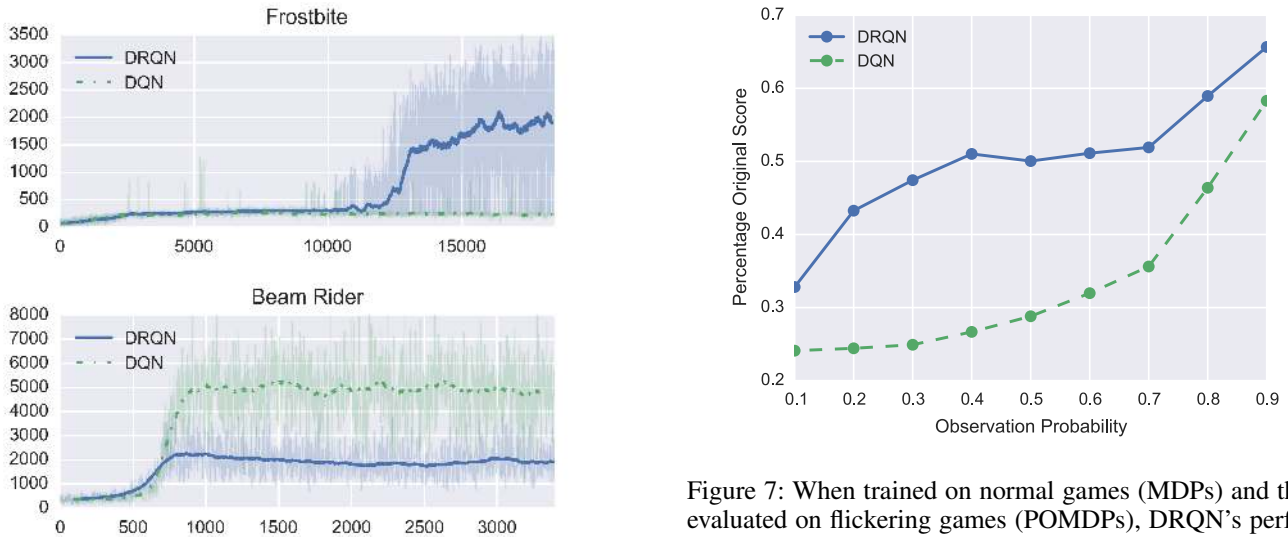 Frostbite
3500
3000
2500
2000
1500
1000
500
0
DRQN
DQN
0 5000 10000 15000
Beam Rider
8000
7000
6000
5000
4000
3000
2000
1000
0
DRQN
DQN
0 500 1000 1500 2000 2500 3000
0.7
0.6
0.5
0.4
0.3
0.2
Percentage Original Score
DRQN
DQN
0.1 0.2 0.3 0.4 0.5 0.6 0.7 0.8 0.9
Observation Probability
Figure 7: When trained on normal games (MDPs) and th
evaluated on flickering games (POMDPs), DRQN's perf